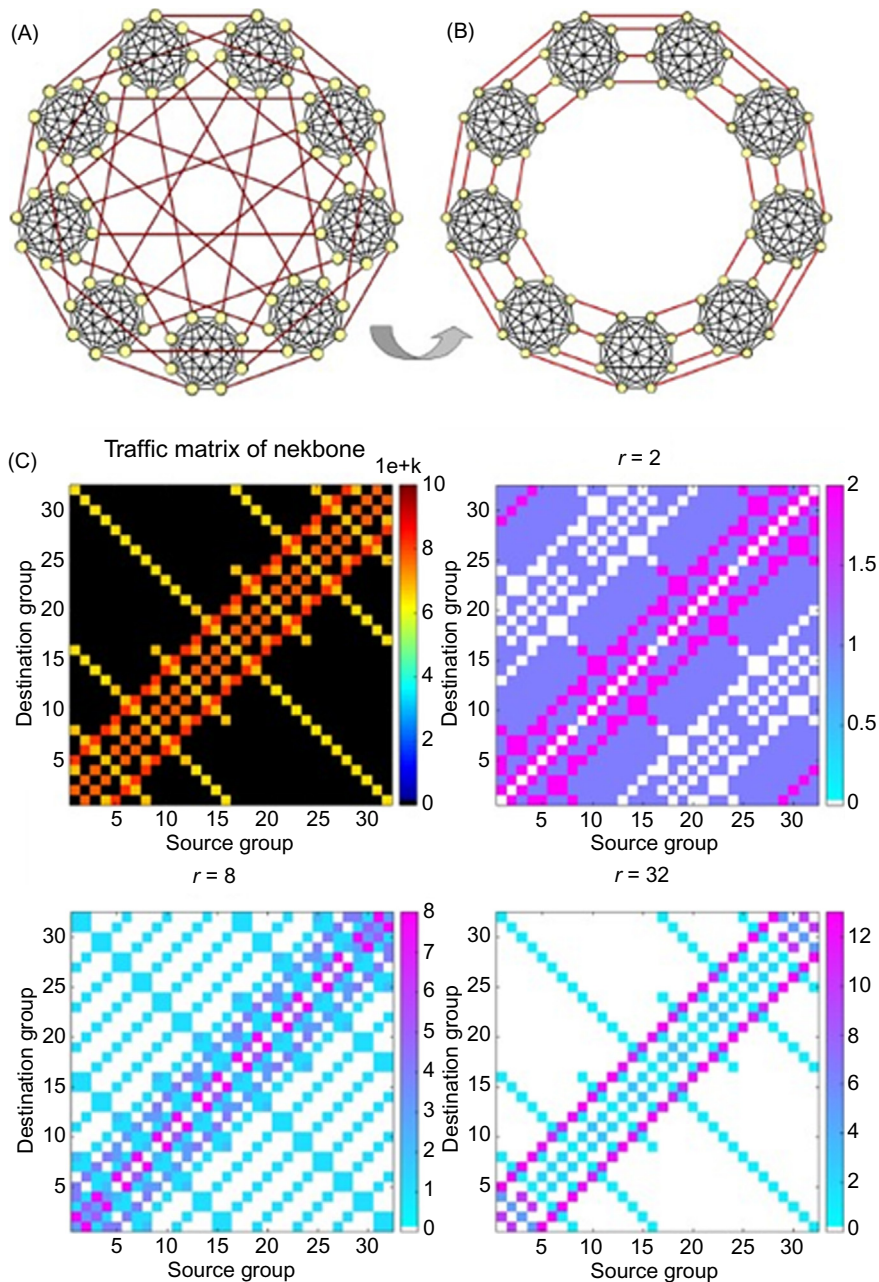 (A)
(B)
(C)
Traffic matrix of nekbone
1e+k
30
25
20
15
10
5
Destination group
5 10 15 20 25 30
Source group
10
8
6
4
2
0
r = 2
30
25
20
15
10
5
Destination group
5 10 15 20 25 30
Source group
2
1.5
1
0.5
0
r = 8
30
25
20
15
10
5
Destination group
5 10 15 20 25 30
Source group
8
7
6
5
4
3
2
1
0
r = 32
30
25
20
15
10
5
Destination group
5 10 15 20 25 30
Source group
12
10
8
6
4
2
0